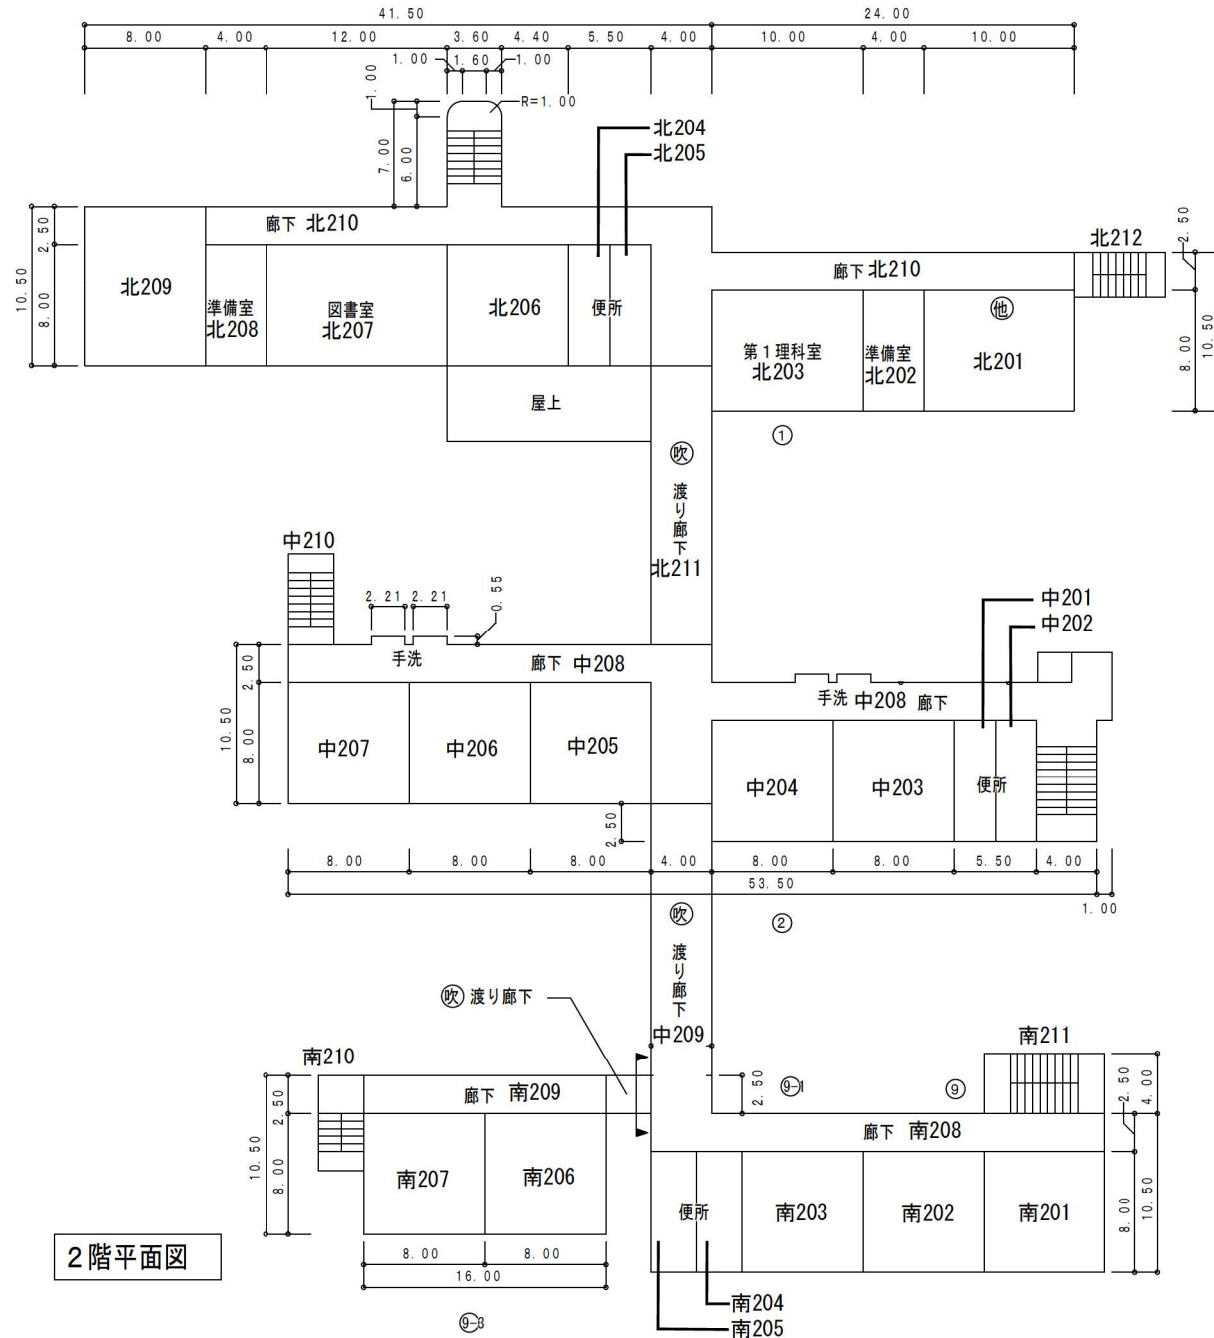 41.50
24.00
8.00
4.00
12.00
3.60
4.40
5.50
4.00
10.00
4.00
10.00
1.00
1.60
1.00
1.00
R=1.00
7.00
6.00
北204
北205
廊下 北210
北212
2.50
2.50
10.50
8.00
北209
準備室
北208
図書室
北207
北206
便所
廊下北210
他
第1理科室
北203
準備室
北202
北201
8.00
10.50
屋上
①
吹
渡り廊下
北211
中210
2.21
2.21
0.55
中201
中202
手洗
廊下 中208
手洗 中208 廊下
2.50
10.50
8.00
中207
中206
中205
中204
中203
便所
2.50
8.00
8.00
8.00
4.00
8.00
8.00
5.50
4.00
53.50
1.00
吹
②
渡り廊下
中209
吹 渡り廊下
南210
南211
廊下 南209
2.50
9-1
⑨
2.50
4.00
2.50
10.50
8.00
廊下 南208
南207
南206
便所
南203
南202
南201
8.00
10.50
2階平面図
8.00
8.00
16.00
9-3
南204
南205